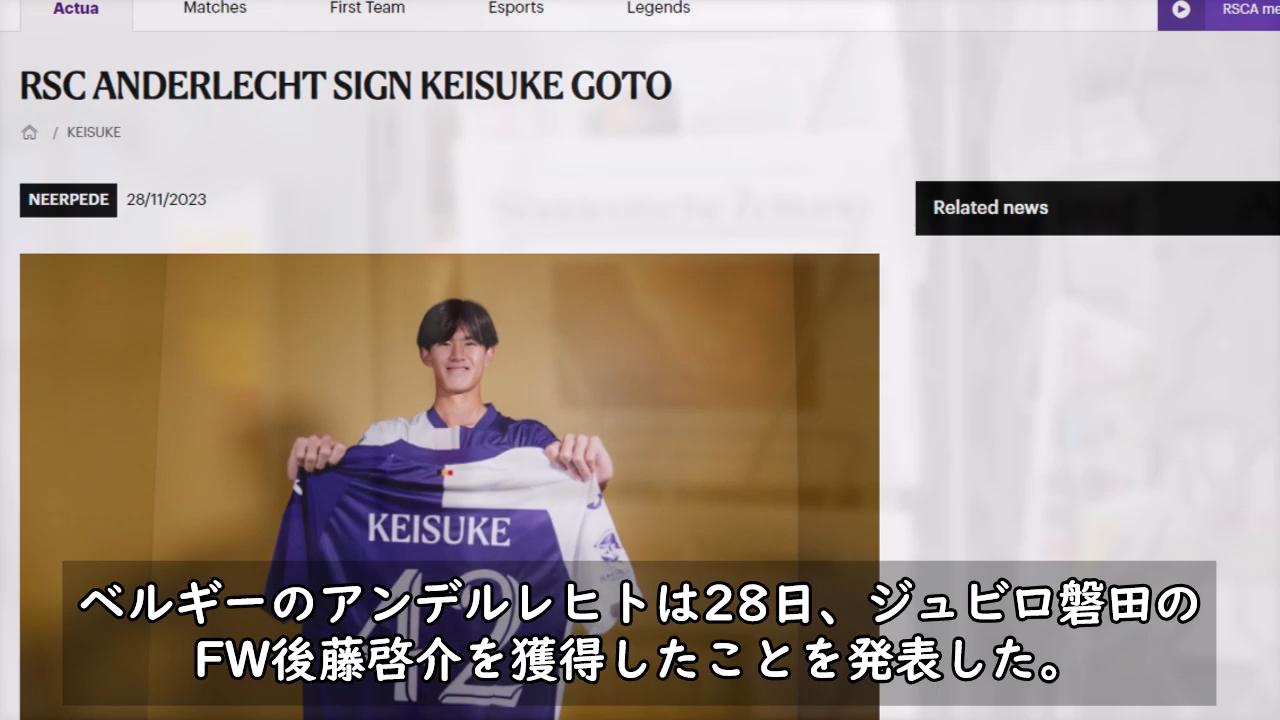 Actua
Matches
First Team
Esports
Legends
RSCA me
RSC ANDERLECHT SIGN KEISUKE GOTO
/ KEISUKE
NEERPEDE 28/11/2023
Related news
KEISUKE
42
ベルギーのアンデルレヒトは28日、ジュビロ磐田の
FW後藤啓介を獲得したことを発表した。